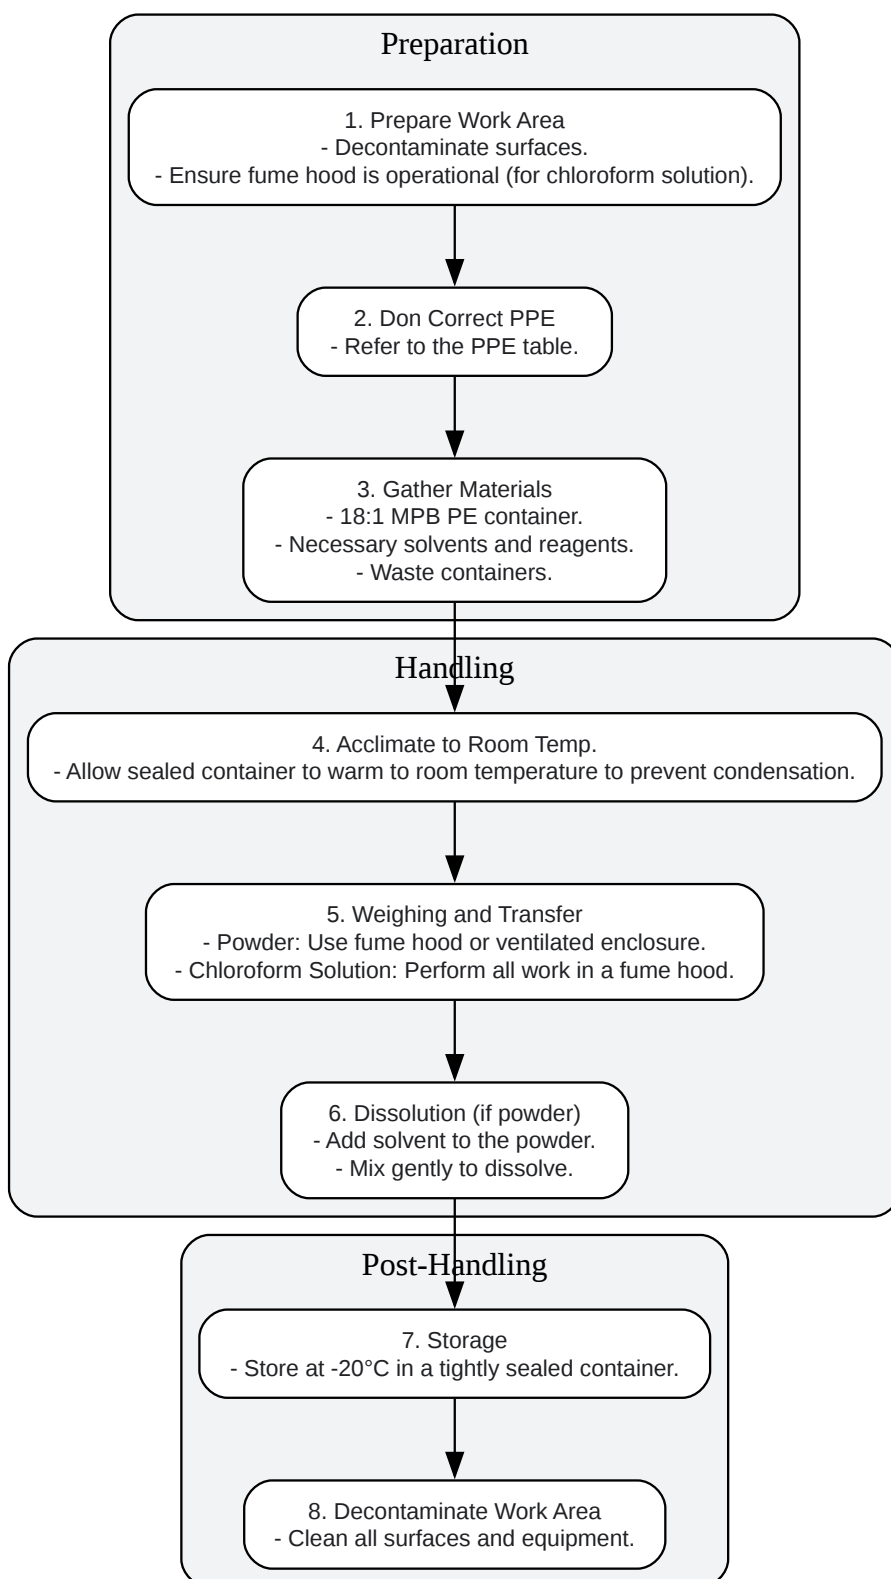 Preparation
1. Prepare Work Area
- Decontaminate surfaces.
- Ensure fume hood is operational (for chloroform solution).
2. Don Correct PPE
- Refer to the PPE table.
3. Gather Materials
- 18:1 MPB PE container.
- Necessary solvents and reagents.
- Waste containers.
Handling
4. Acclimate to Room Temp.
- Allow sealed container to warm to room temperature to prevent condensation.
5. Weighing and Transfer
- Powder: Use fume hood or ventilated enclosure.
- Chloroform Solution: Perform all work in a fume hood.
6. Dissolution (if powder)
- Add solvent to the powder.
- Mix gently to dissolve.
Post-Handling
7. Storage
- Store at -20°C in a tightly sealed container.
8. Decontaminate Work Area
- Clean all surfaces and equipment.